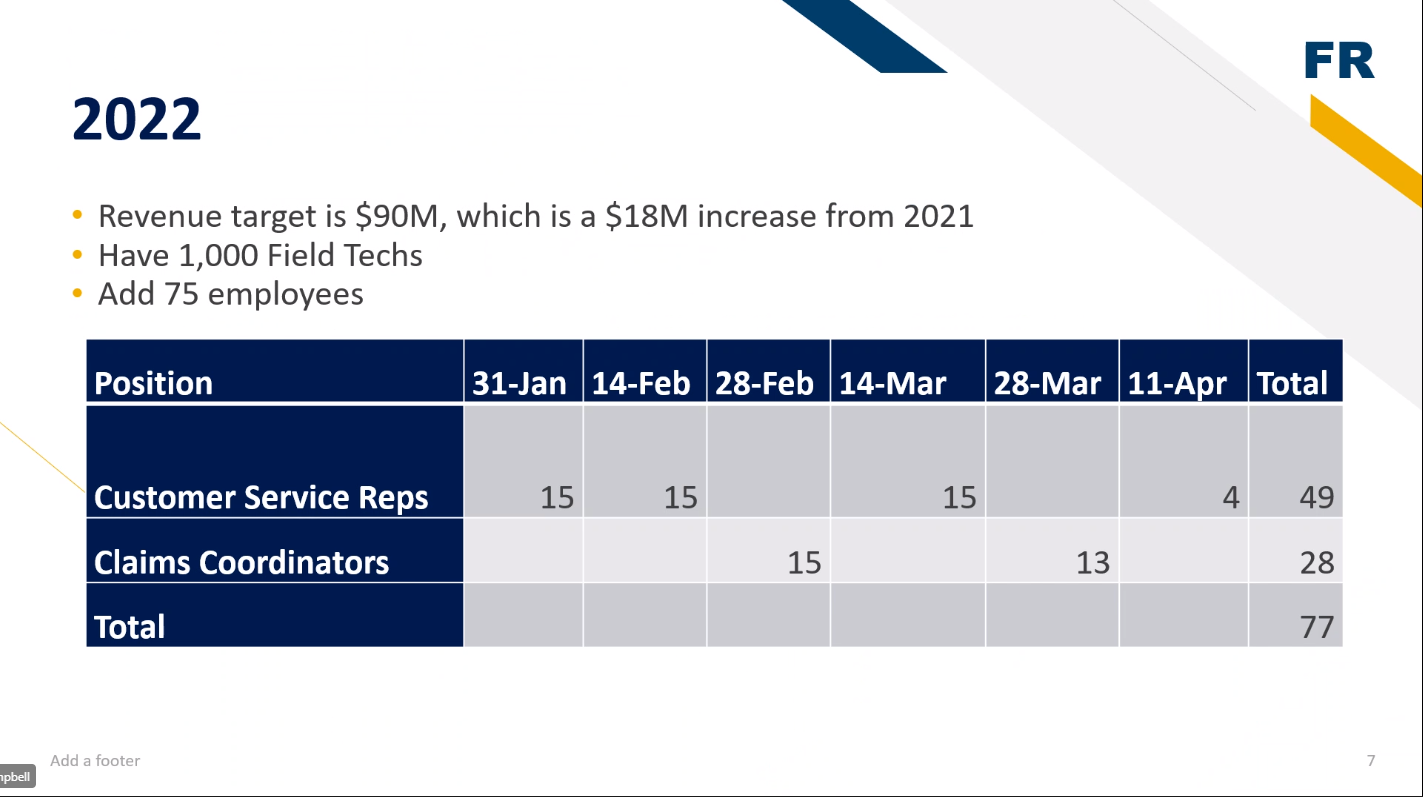 FR
2022
• Revenue target is $90M, which is a $18M increase from 2021
• Have 1,000 Field Techs
• Add 75 employees
Position 31-Jan 14-Feb 28-Feb 14-Mar 28-Mar 11-Apr Total
Customer Service Reps 15 15 15 4 49
Claims Coordinators 15 13 28
Total 77
Add a footer 7
mpbell